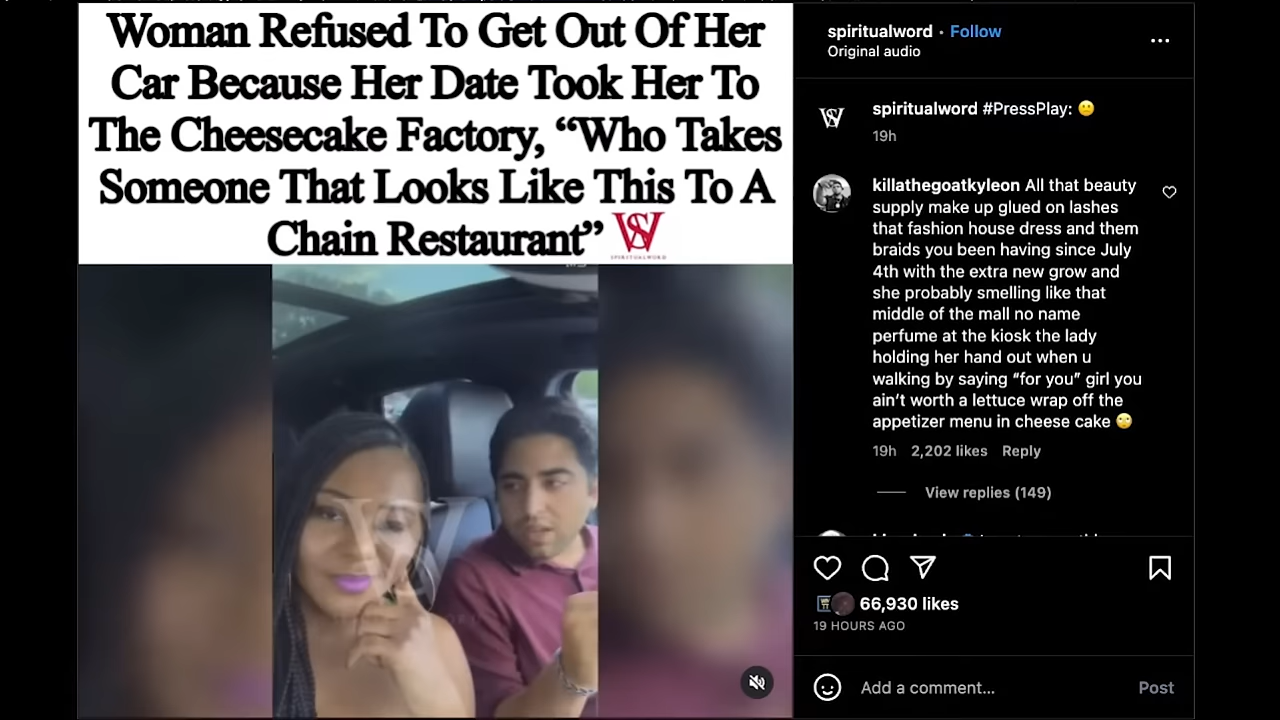 Woman Refused To Get Out Of Her
Car Because Her Date Took Her To
The Cheesecake Factory, “Who Takes
Someone That Looks Like This To A
Chain Restaurant”
SW
SPIRITUALWORD
spiritualword • Follow
Original audio
spiritualword #PressPlay: 😕
19h
killathegoatkyleon All that beauty
supply make up glued on lashes
that fashion house dress and them
braids you been having since July
4th with the extra new grow and
she probably smelling like that
middle of the mall no name
perfume at the kiosk the lady
holding her hand out when u
walking by saying “for you” girl you
ain’t worth a lettuce wrap off the
appetizer menu in cheese cake 🙄
19h 2,202 likes Reply
View replies (149)
66,930 likes
19 HOURS AGO
Add a comment...
Post